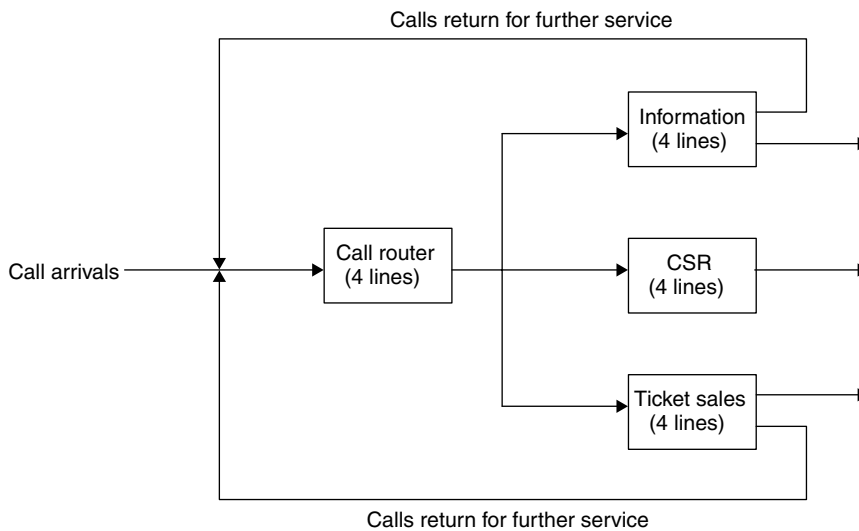 Calls return for further service
Information
(4 lines)
Call router
(4 lines)
Call arrivals
CSR
(4 lines)
Ticket sales
(4 lines)
Calls return for further service